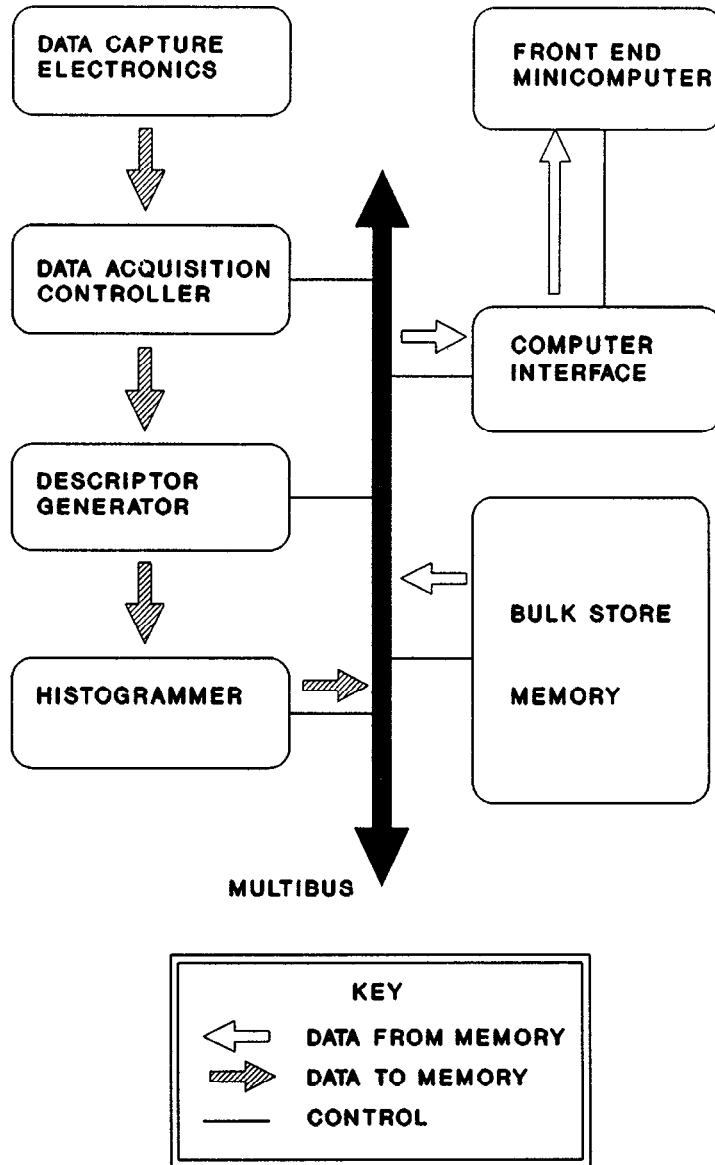 DATA CAPTURE
ELECTRONICS
FRONT END
MINICOMPUTER
DATA ACQUISITION
CONTROLLER
COMPUTER
INTERFACE
DESCRIPTOR
GENERATOR
BULK STORE
MEMORY
HISTOGRAMMER
MULTIBUS
KEY
DATA FROM MEMORY
DATA TO MEMORY
CONTROL